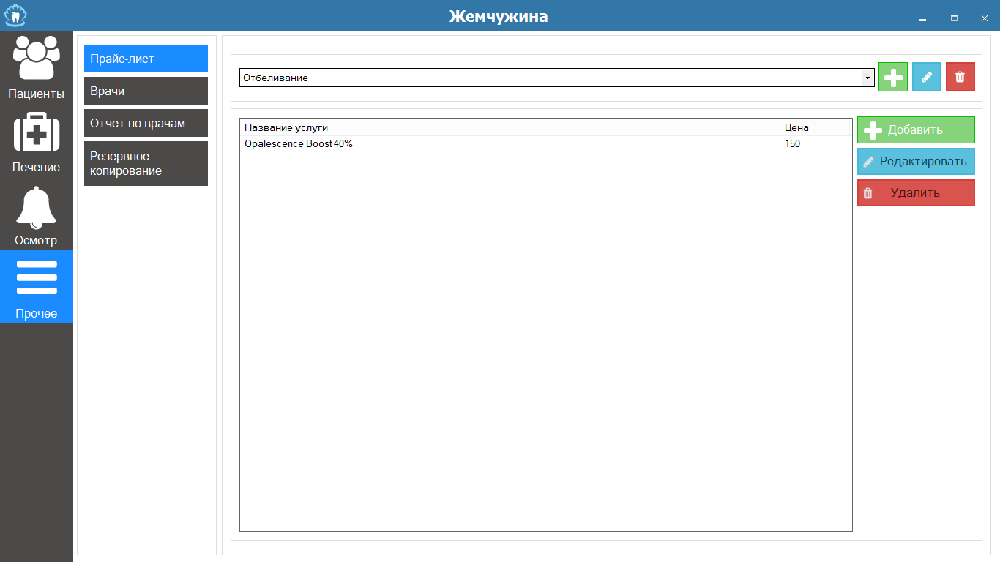 Жемчужина
Пациенты
Лечение
Осмотр
Прочее
Прайс-лист
Врачи
Отчет по врачам
Резервное
копирование
Отбеливание
Название услуги Цена
Opalescence Boost 40% 150
Добавить
Редактировать
Удалить